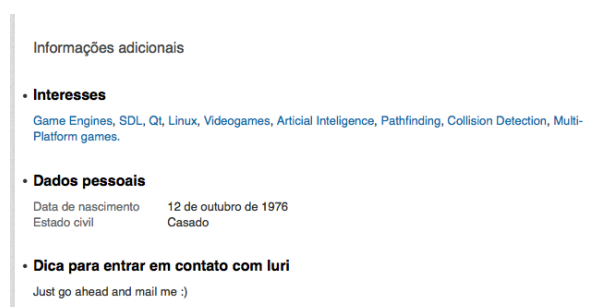 Informações adicionais
• Interesses
Game Engines, SDL, Qt, Linux, Videogames, Articial Inteligence, Pathfinding, Collision Detection, Multi-
Platform games.
• Dados pessoais
Data de nascimento 12 de outubro de 1976
Estado civil Casado
• Dica para entrar em contato com Iuri
Just go ahead and mail me :)